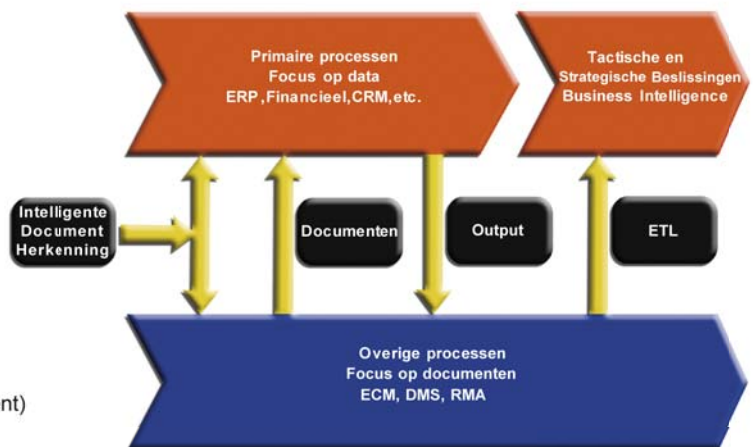 Primaire processen
Focus op data
ERP,Financieel,CRM,etc.
Tactische en
Strategische Beslissingen
Business Intelligence
Intelligente
Document
Herkenning
Documenten
Output
ETL
Overige processen
Focus op documenten
ECM, DMS, RMA
ent)